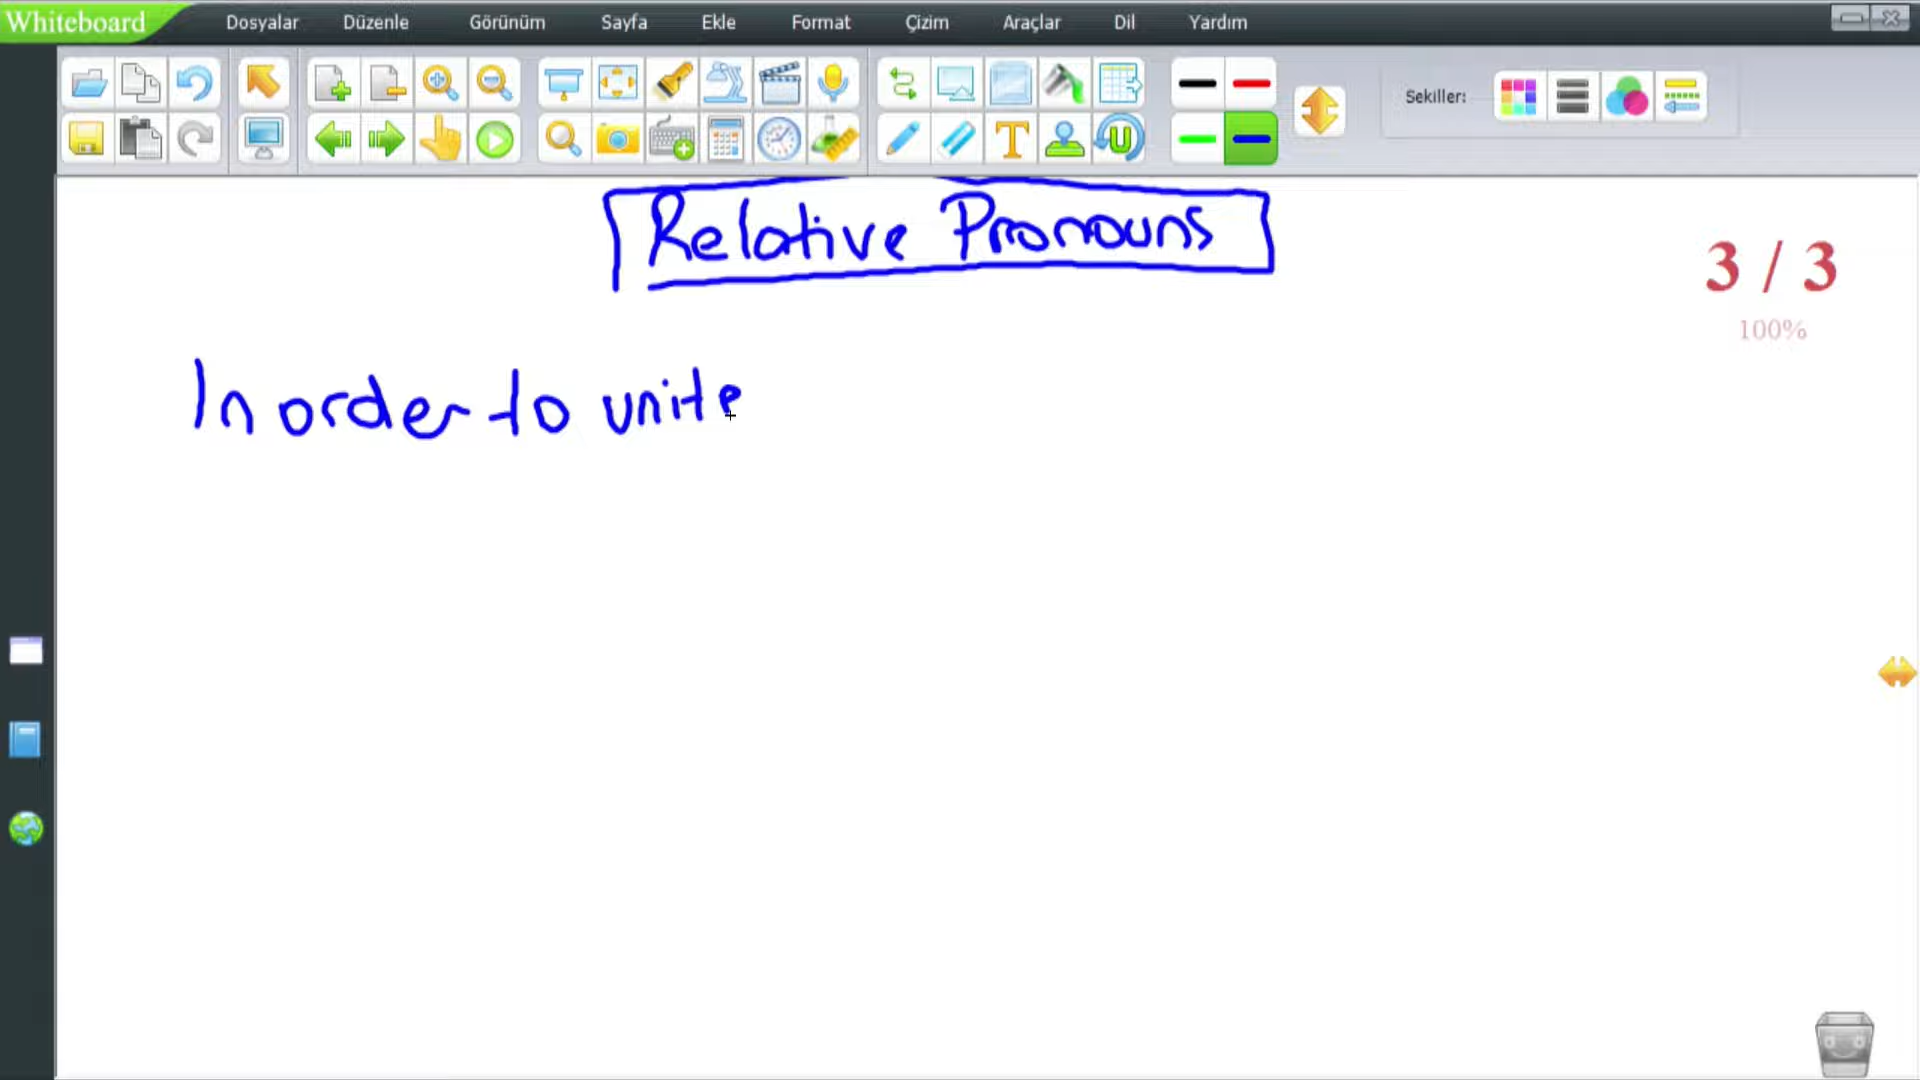 Whiteboard Dosyalar Düzenle Görünüm Sayfa Ekle Format Çizim Araçlar Dil Yardım
Sekiller:
Relative Pronouns
3 / 3
100%
In order to unite